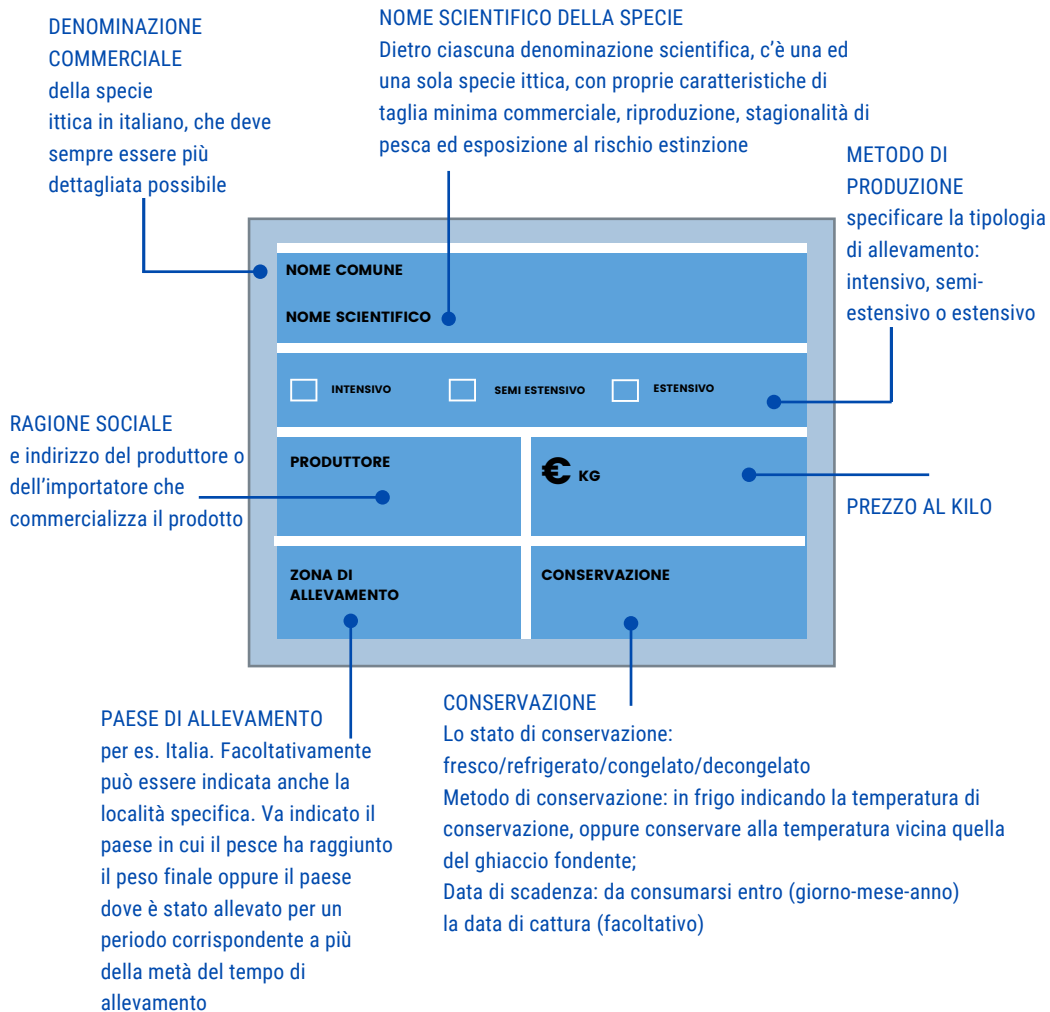 DENOMINAZIONE
COMMERCIALE
della specie
ittica in italiano, che deve
sempre essere più
dettagliata possibile
NOME SCIENTIFICO DELLA SPECIE
Dietro ciascuna denominazione scientifica, c'è una ed
una sola specie ittica, con proprie caratteristiche di
taglia minima commerciale, riproduzione, stagionalità di
pesca ed esposizione al rischio estinzione
METODO DI
PRODUZIONE
specificare la tipologia
di allevamento:
intensivo, semi-
estensivo o estensivo
NOME COMUNE
NOME SCIENTIFICO
INTENSIVO
SEMI ESTENSIVO
ESTENSIVO
RAGIONE SOCIALE
e indirizzo del produttore o
dell'importatore che
commercializza il prodotto
PRODUTTORE
€ KG
PREZZO AL KILO
ZONA DI
ALLEVAMENTO
CONSERVAZIONE
PAESE DI ALLEVAMENTO
per es. Italia. Facoltativamente
può essere indicata anche la
località specifica. Va indicato il
paese in cui il pesce ha raggiunto
il peso finale oppure il paese
dove è stato allevato per un
periodo corrispondente a più
della metà del tempo di
allevamento
CONSERVAZIONE
Lo stato di conservazione:
fresco/refrigerato/congelato/decongelato
Metodo di conservazione: in frigo indicando la temperatura di
conservazione, oppure conservare alla temperatura vicina quella
del ghiaccio fondente;
Data di scadenza: da consumarsi entro (giorno-mese-anno)
la data di cattura (facoltativo)